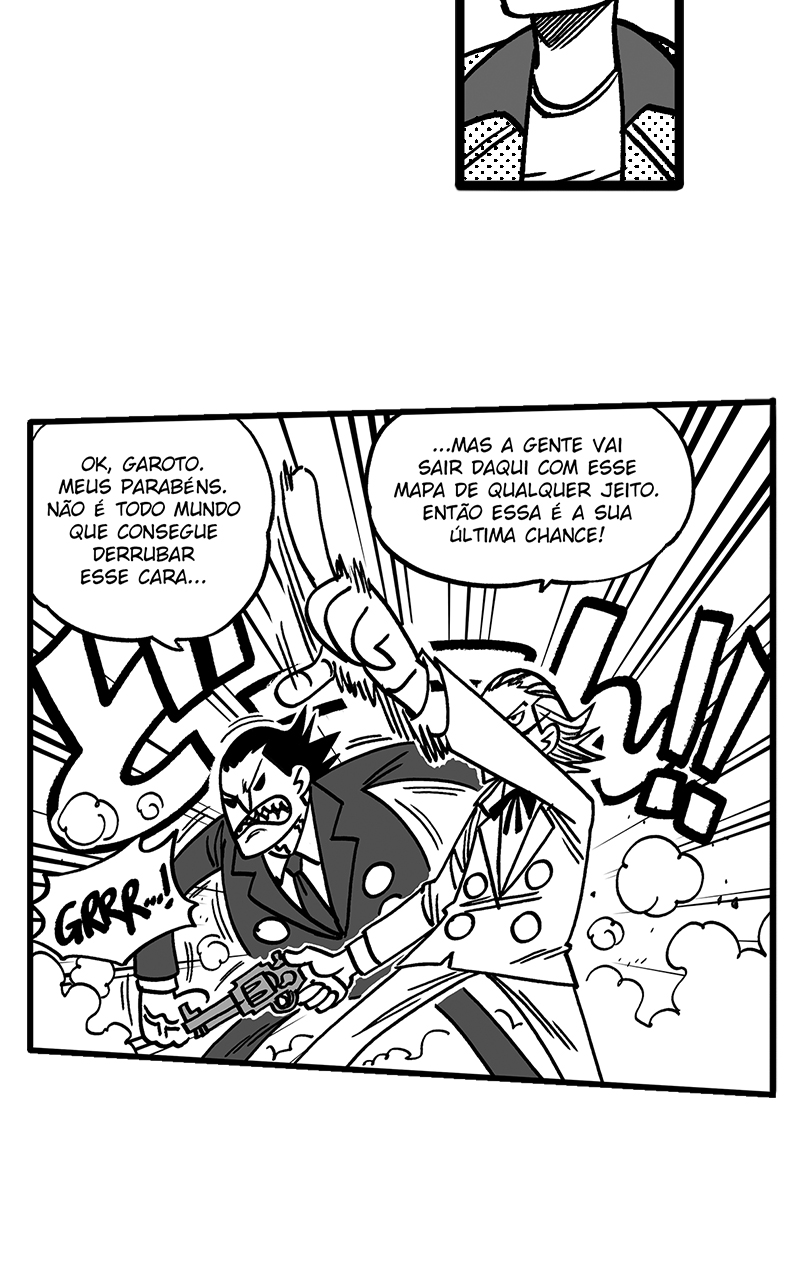 OK, GAROTO.
MEUS PARABÉNS.
NÃO É TODO MUNDO
QUE CONSEGUE
DERRUBAR
ESSE CARA...
...MAS A GENTE VAI
SAIR DAQUI COM ESSE
MAPA DE QUALQUER JEITO.
ENTÃO ESSA É A SUA
ÚLTIMA CHANCE!
GRRR...!